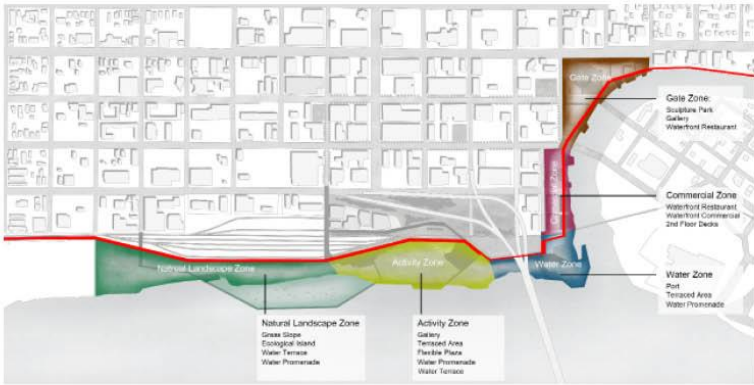 Gate Zone
Gate Zone:
Sculpture Park
Gallery
Waterfront Restaurant
Commercial Zone
Commercial Zone
Waterfront Restaurant
Waterfront Commercial
2nd Floor Decks
Natrual Landscape Zone
Activity Zone
Water Zone
Water Zone
Port
Terraced Area
Water Promenade
Natural Landscape Zone
Grass Slope
Ecological Island
Water Terrace
Water Promenade
Activity Zone
Gallery
Terraced Area
Flexible Plaza
Water Promenade
Water Terrace